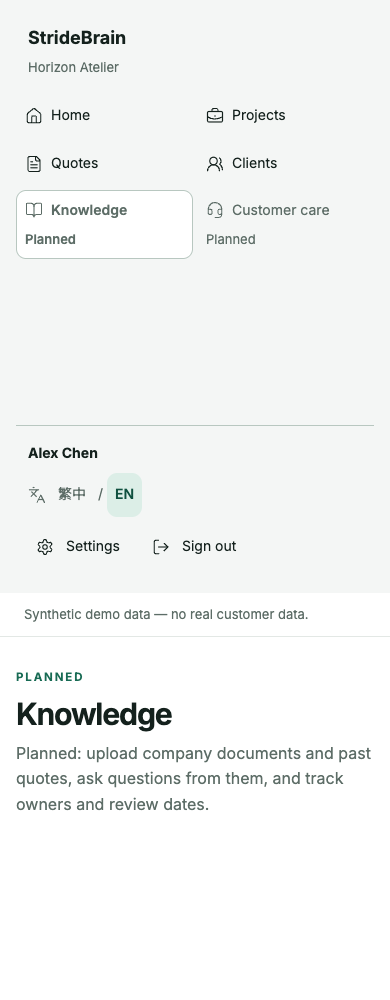 StrideBrain
Horizon Atelier
Home
Projects
Quotes
Clients
Knowledge
Planned
Customer care
Planned
Alex Chen
繁中 / EN
Settings
Sign out
Synthetic demo data — no real customer data.
PLANNED
Knowledge
Planned: upload company documents and past
quotes, ask questions from them, and track
owners and review dates.